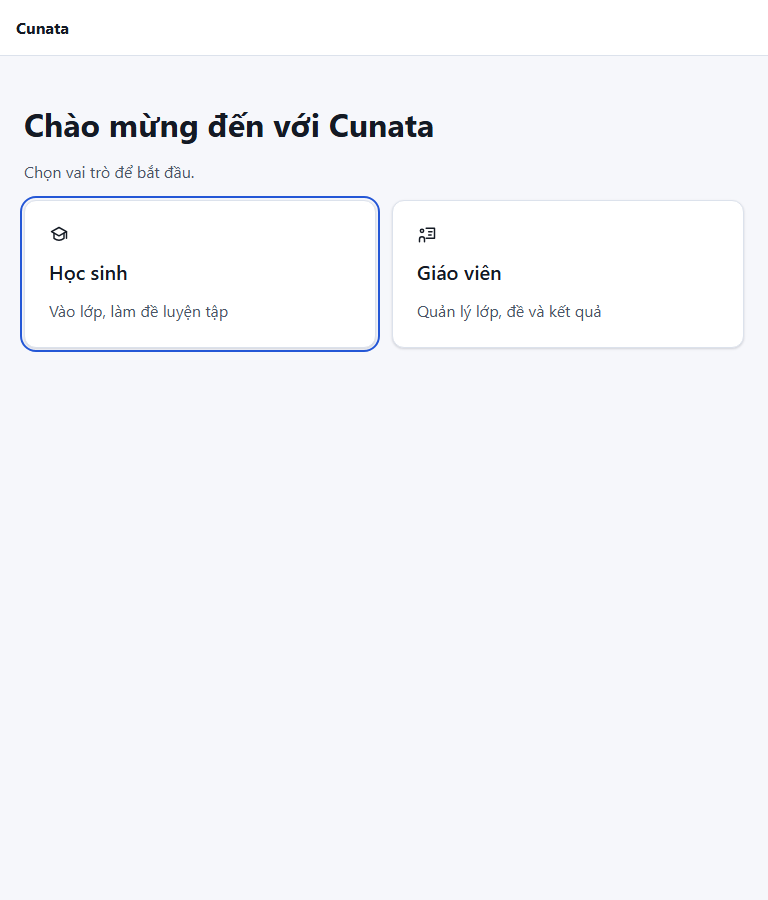 Cunata
Chào mừng đến với Cunata
Chọn vai trò để bắt đầu.
Học sinh
Vào lớp, làm đề luyện tập
Giáo viên
Quản lý lớp, đề và kết quả